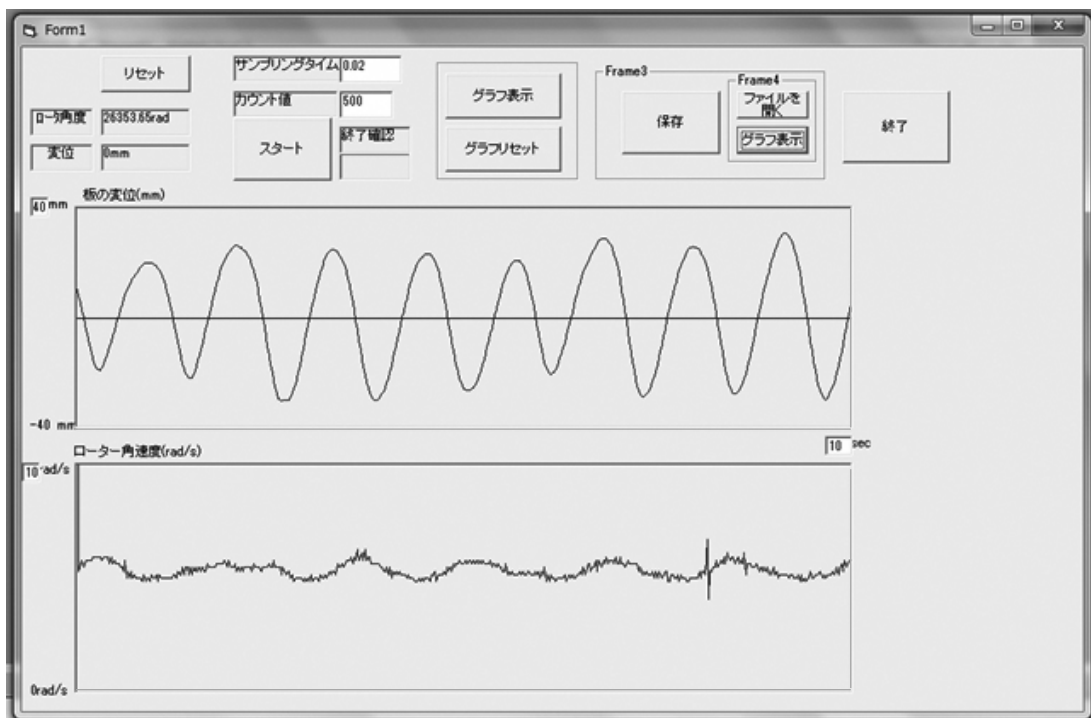 Form1
リセット
サンプリングタイム 0.02
カウント値 500
ロータ角度 26353.65rad
変位 0mm
スタート
終了確認
グラフ表示
グラフリセット
Frame3
保存
Frame4
ファイルを
開く
グラフ表示
終了
板の変位(mm)
40 mm
-40 mm
10 sec
ローター角速度(rad/s)
10 rad/s
0rad/s